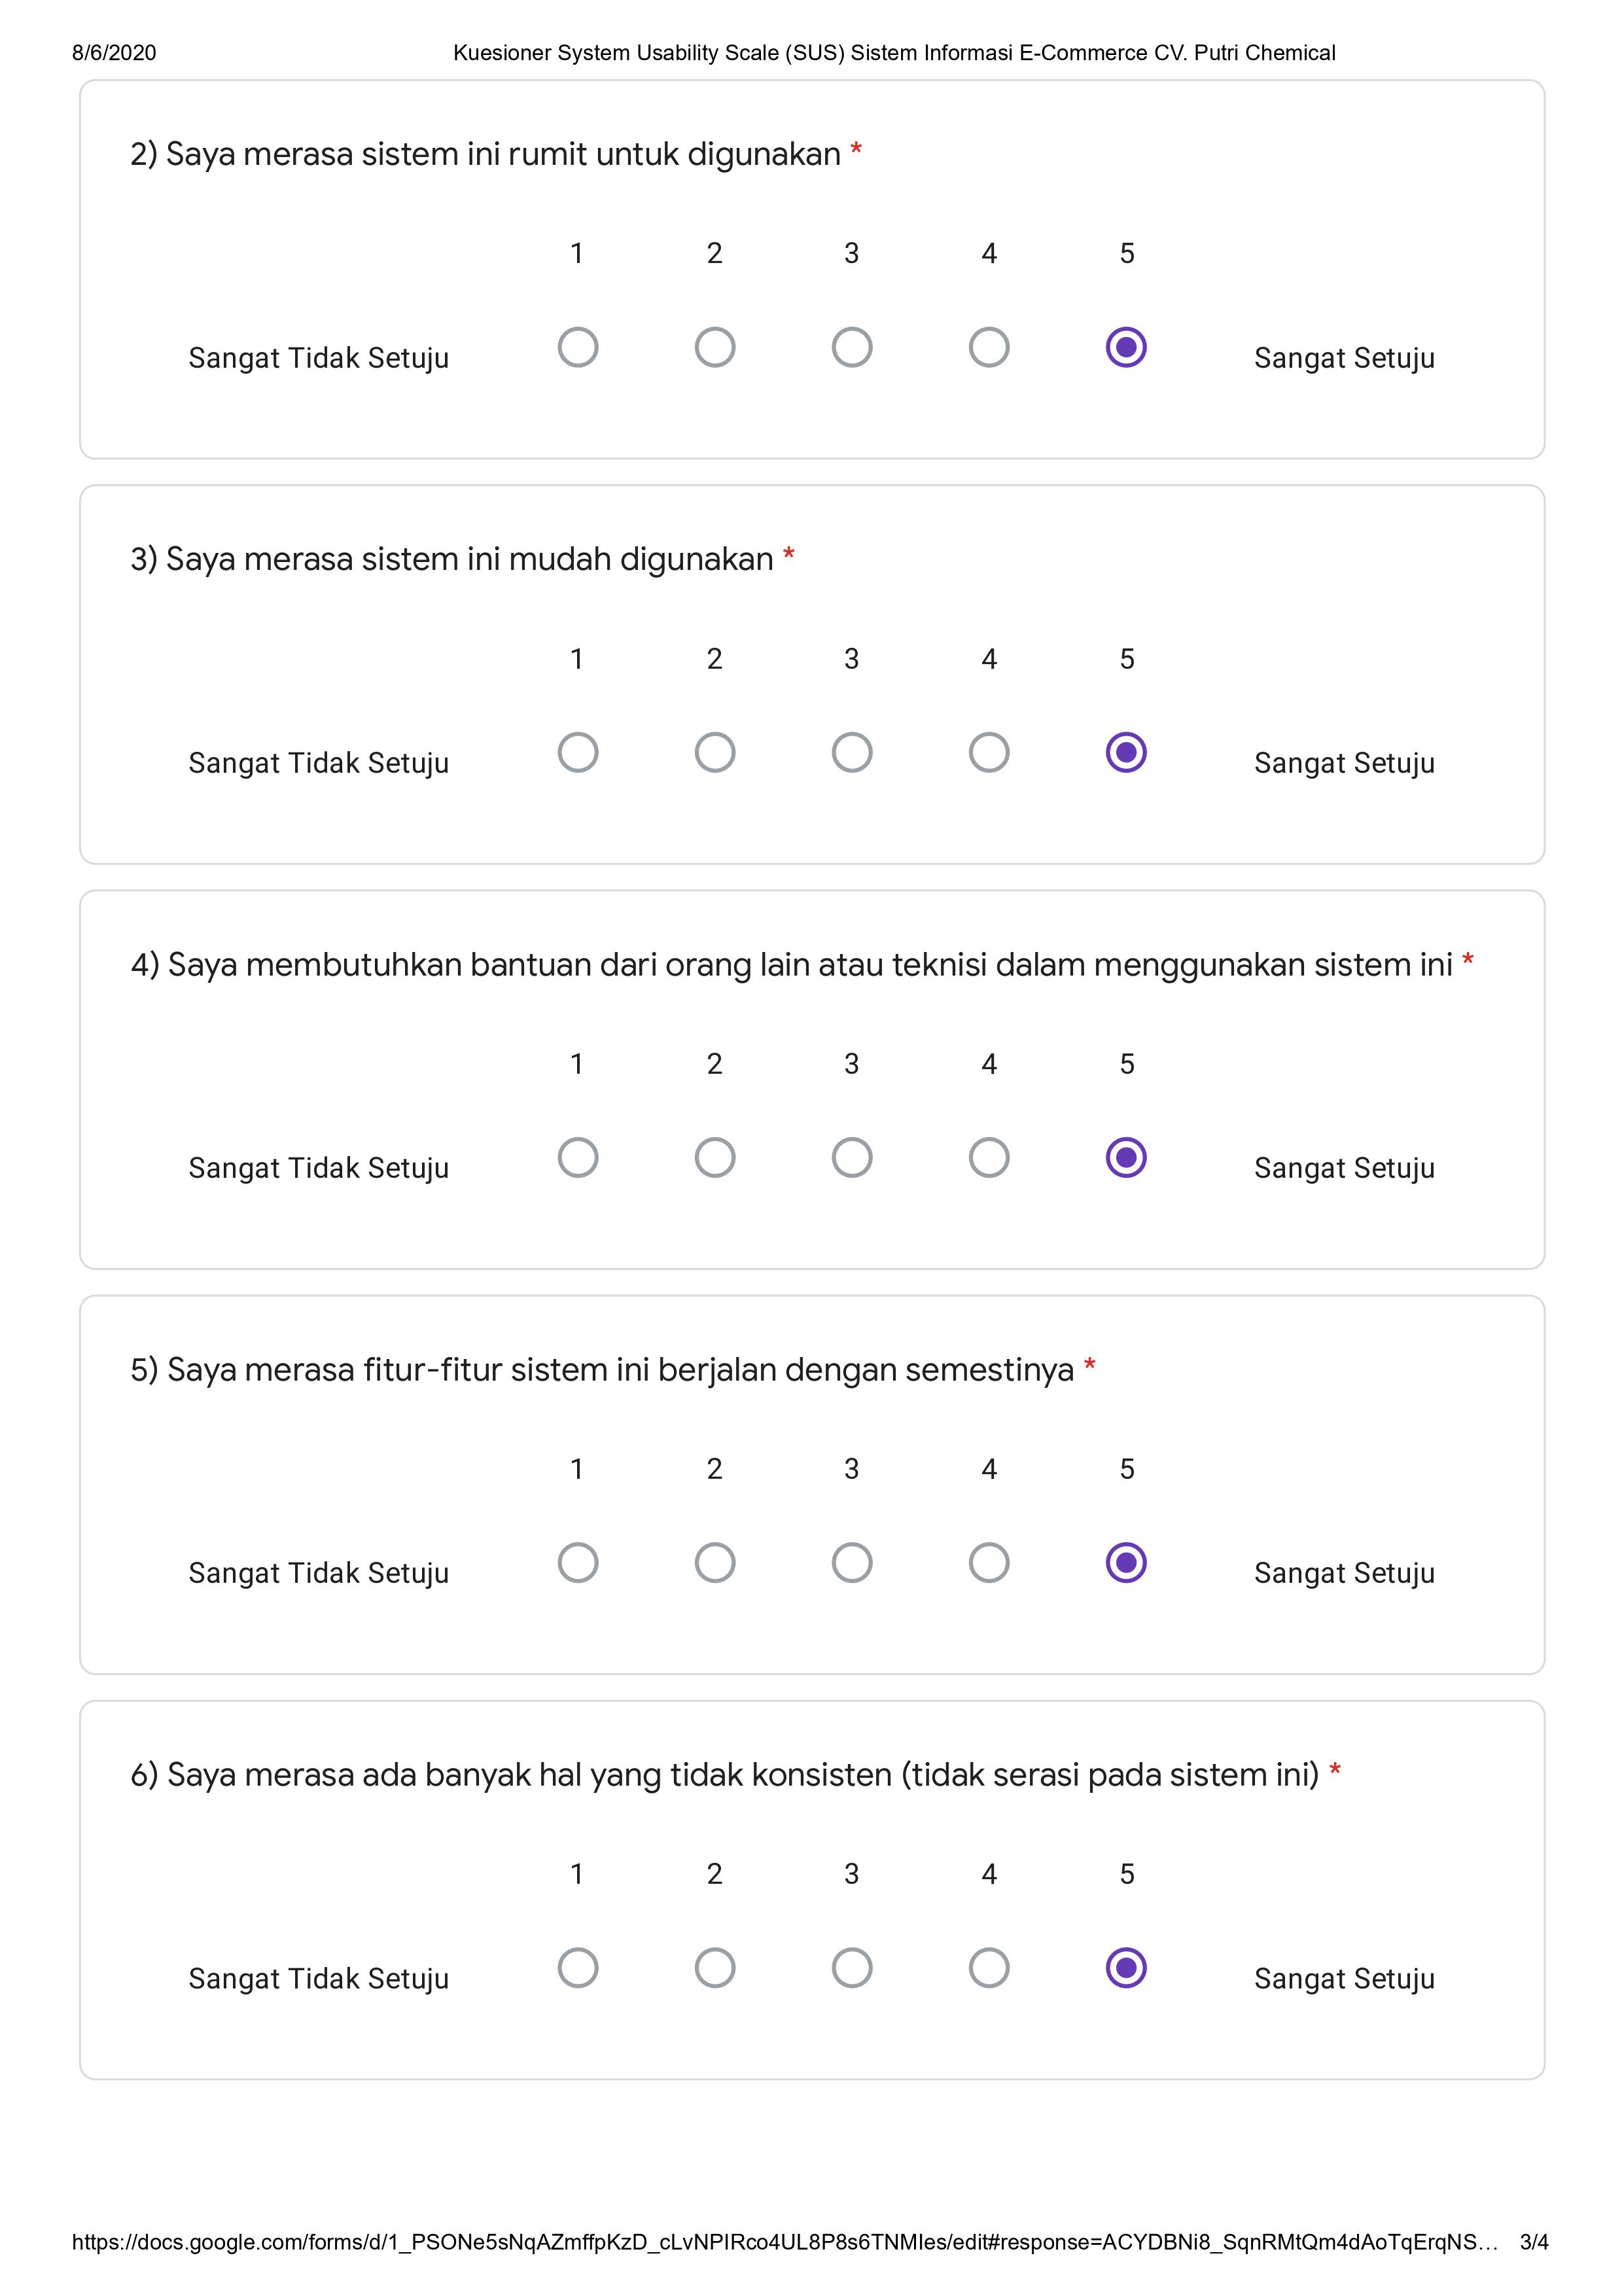 8/6/2020 Kuesioner System Usability Scale (SUS) Sistem Informasi E-Commerce CV. Putri Chemical
2) Saya merasa sistem ini rumit untuk digunakan *
1 2 3 4 5
Sangat Tidak Setuju Sangat Setuju
3) Saya merasa sistem ini mudah digunakan *
1 2 3 4 5
Sangat Tidak Setuju Sangat Setuju
4) Saya membutuhkan bantuan dari orang lain atau teknisi dalam menggunakan sistem ini *
1 2 3 4 5
Sangat Tidak Setuju Sangat Setuju
5) Saya merasa fitur-fitur sistem ini berjalan dengan semestinya *
1 2 3 4 5
Sangat Tidak Setuju Sangat Setuju
6) Saya merasa ada banyak hal yang tidak konsisten (tidak serasi pada sistem ini) *
1 2 3 4 5
Sangat Tidak Setuju Sangat Setuju
https://docs.google.com/forms/d/1_PSONe5sNqAZmffpKzD_cLvNPIRco4UL8P8s6TNMIes/edit#response=ACYDBNi8_SqnRMtQm4dAoTqErqNS… 3/4